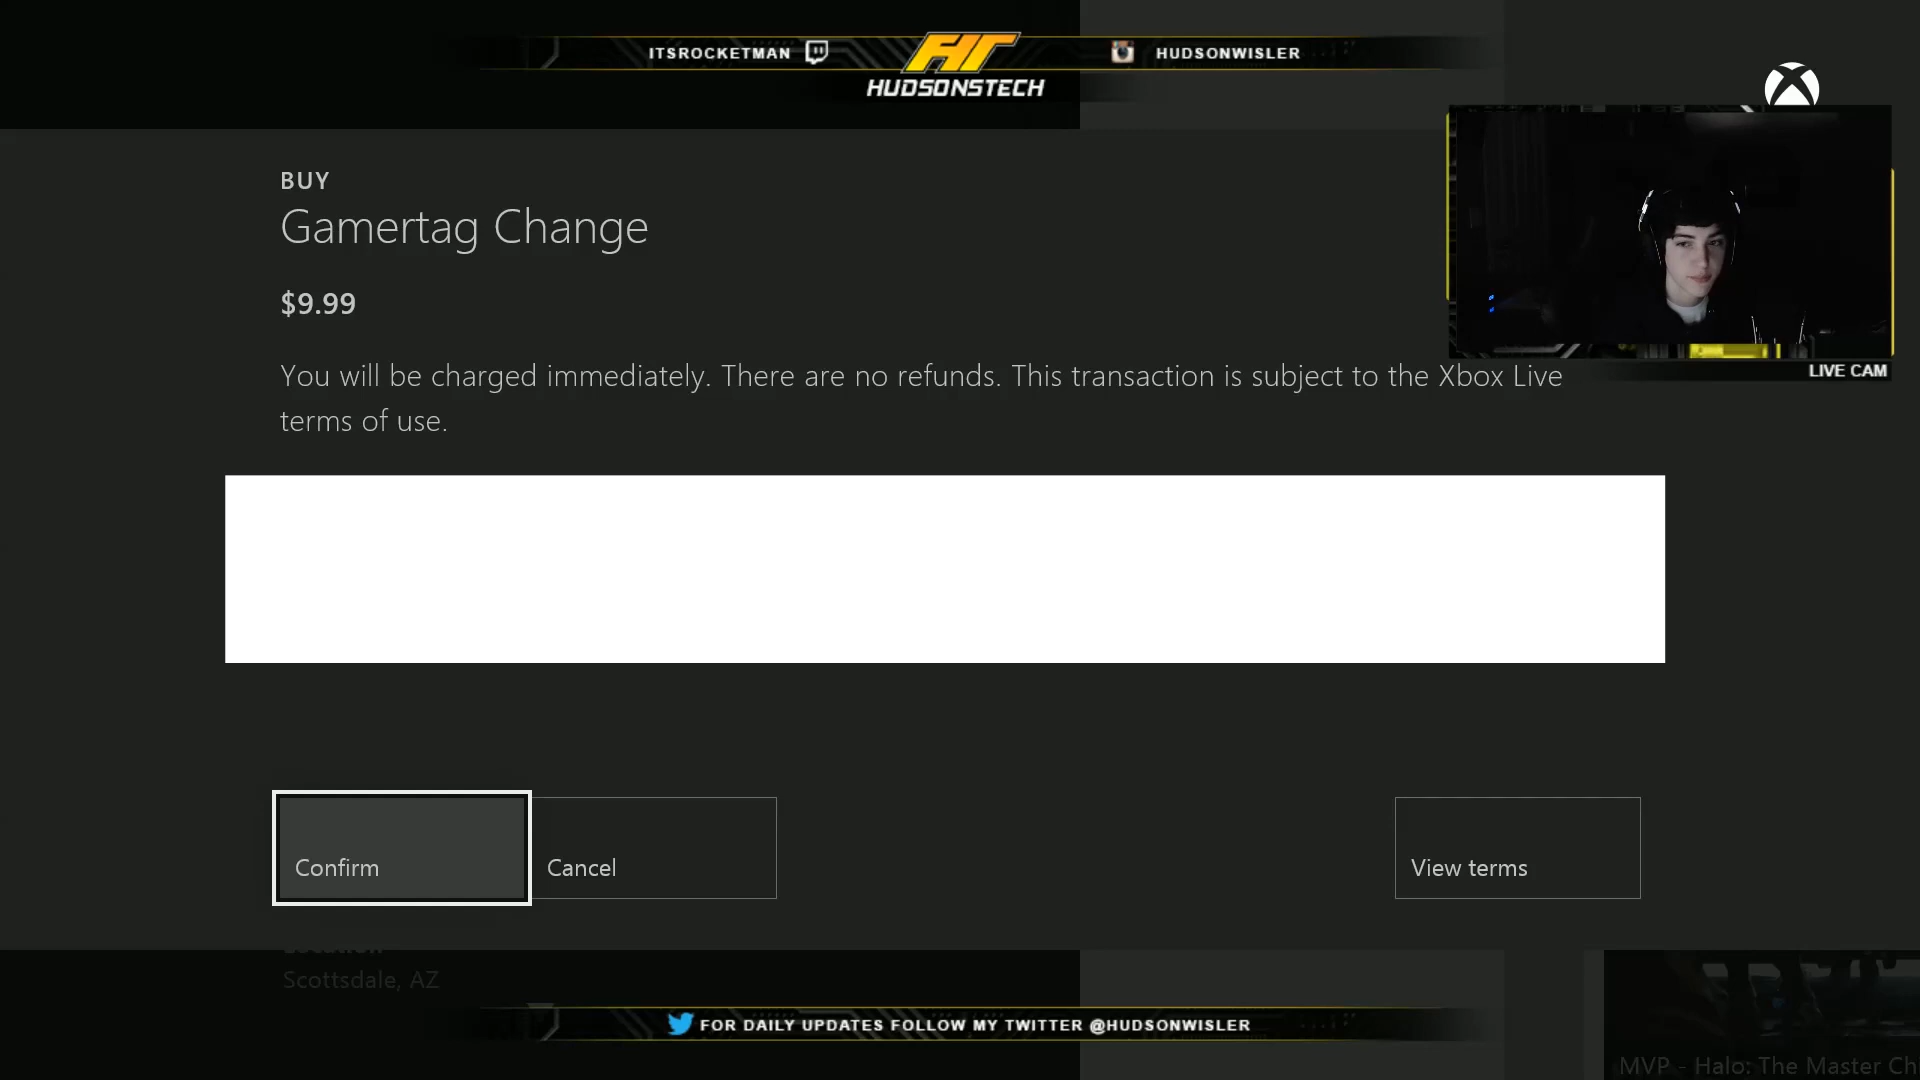 ITSROCKETMAN
HT
HUDSONSTECH
HUDSONWISLER
BUY
Gamertag Change
$9.99
You will be charged immediately. There are no refunds. This transaction is subject to the Xbox Live
terms of use.
LIVE CAM
Confirm
Cancel
View terms
Location
Scottsdale, AZ
FOR DAILY UPDATES FOLLOW MY TWITTER @HUDSONWISLER
MVP - Halo: The Master Ch